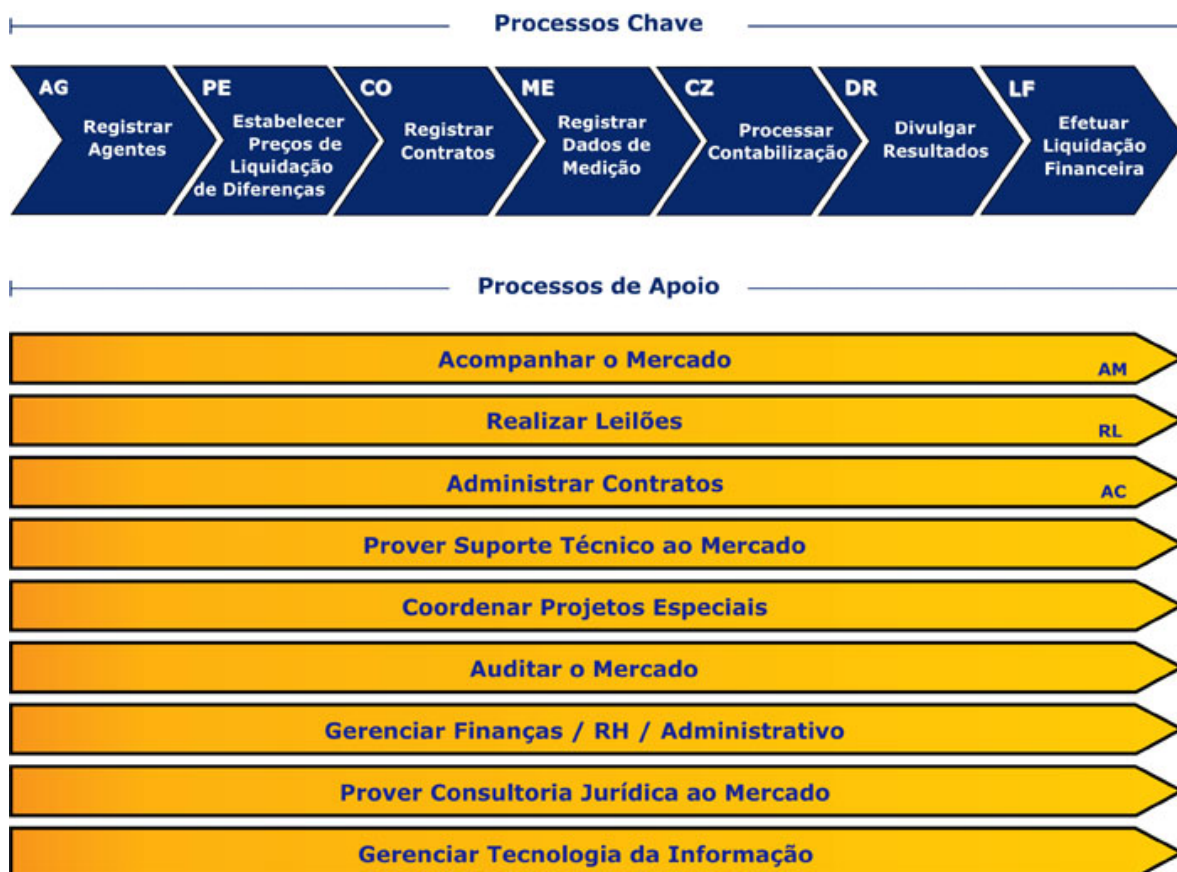 Processos Chave
AG
Registrar
Agentes
PE
Estabelecer
Preços de
Liquidação
de Diferenças
CO
Registrar
Contratos
ME
Registrar
Dados de
Medição
CZ
Processar
Contabilização
DR
Divulgar
Resultados
LF
Efetuar
Liquidação
Financeira
Processos de Apoio
Acompanhar o Mercado
AM
Realizar Leilões
RL
Administrar Contratos
AC
Prover Suporte Técnico ao Mercado
Coordenar Projetos Especiais
Auditar o Mercado
Gerenciar Finanças / RH / Administrativo
Prover Consultoria Jurídica ao Mercado
Gerenciar Tecnologia da Informação